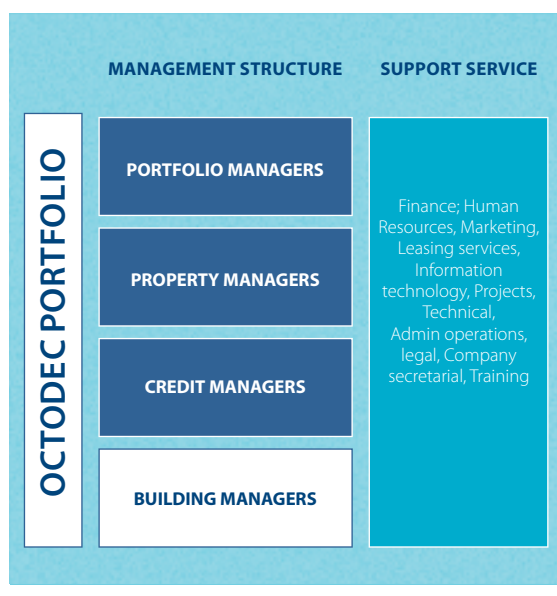 MANAGEMENT STRUCTURE
SUPPORT SERVICE
OCTODEC PORTFOLIO
PORTFOLIO MANAGERS
PROPERTY MANAGERS
CREDIT MANAGERS
BUILDING MANAGERS
Finance; Human
Resources, Marketing,
Leasing services,
Information
technology, Projects,
Technical,
Admin operations,
legal, Company
secretarial, Training